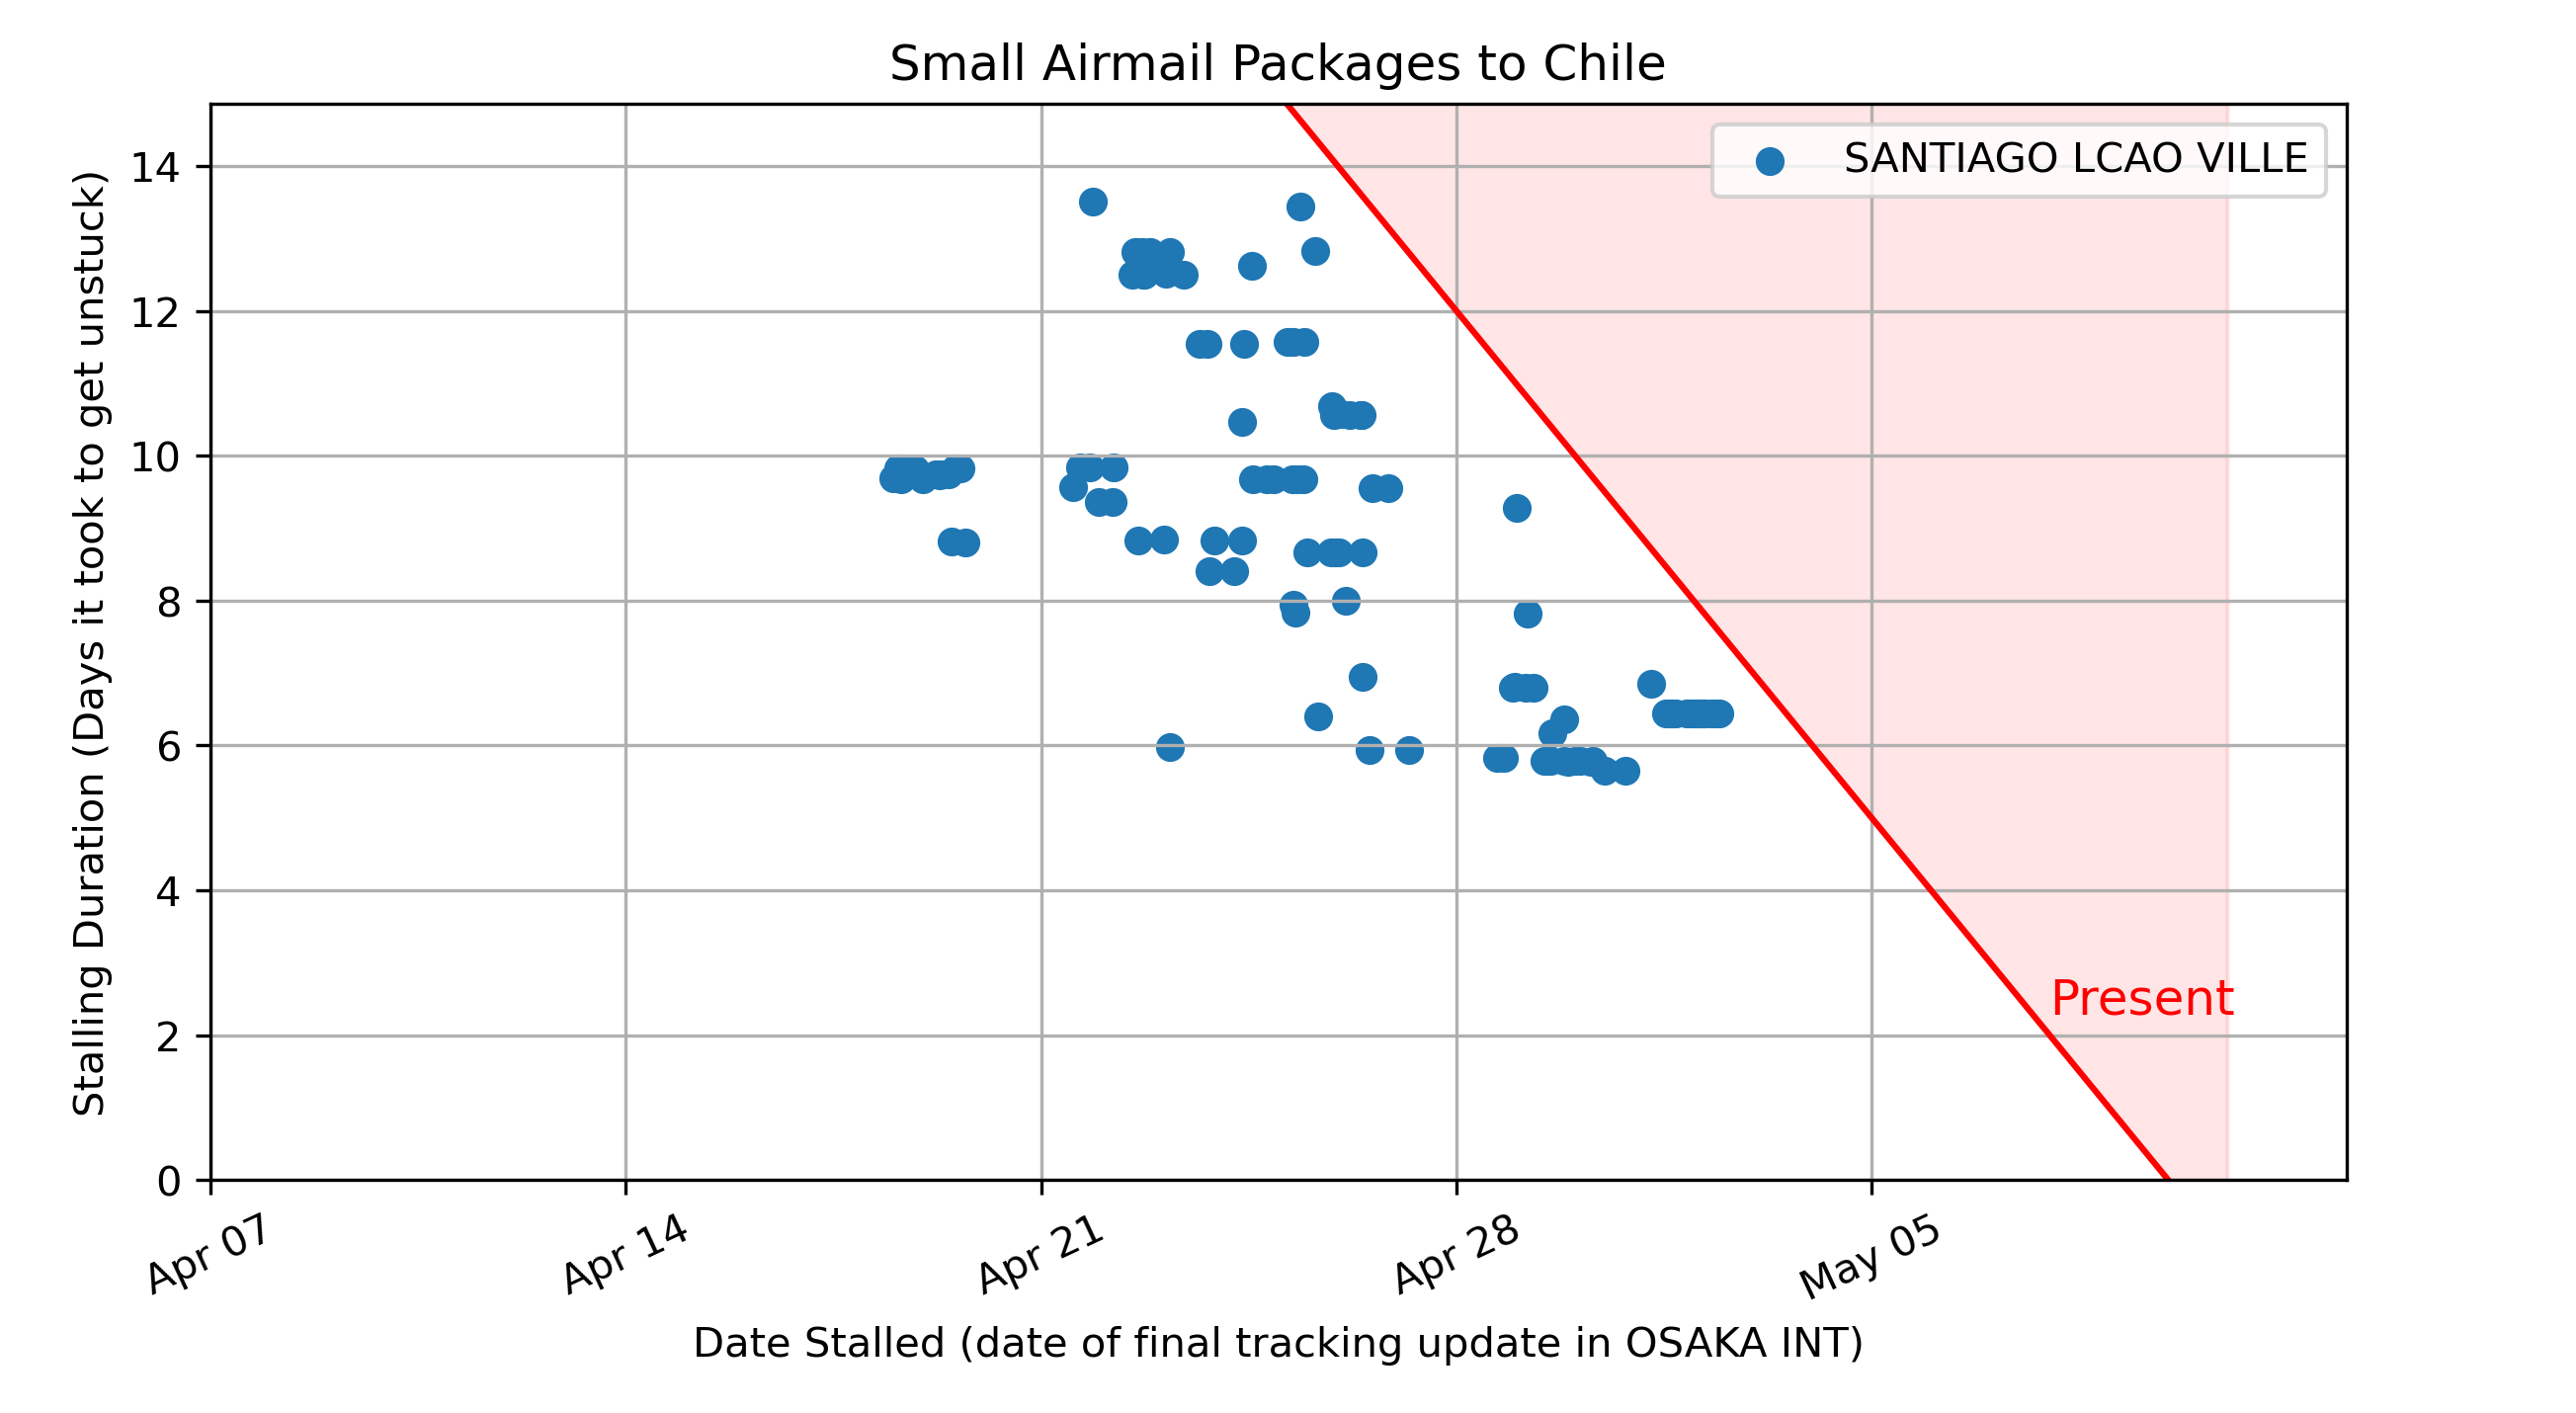 Small Airmail Packages to Chile
SANTIAGO LCAO VILLE
Stalling Duration (Days it took to get unstuck)
14
12
10
8
6
4
2
0
Present
Apr 07
Apr 14
Apr 21
Apr 28
May 05
Date Stalled (date of final tracking update in OSAKA INT)